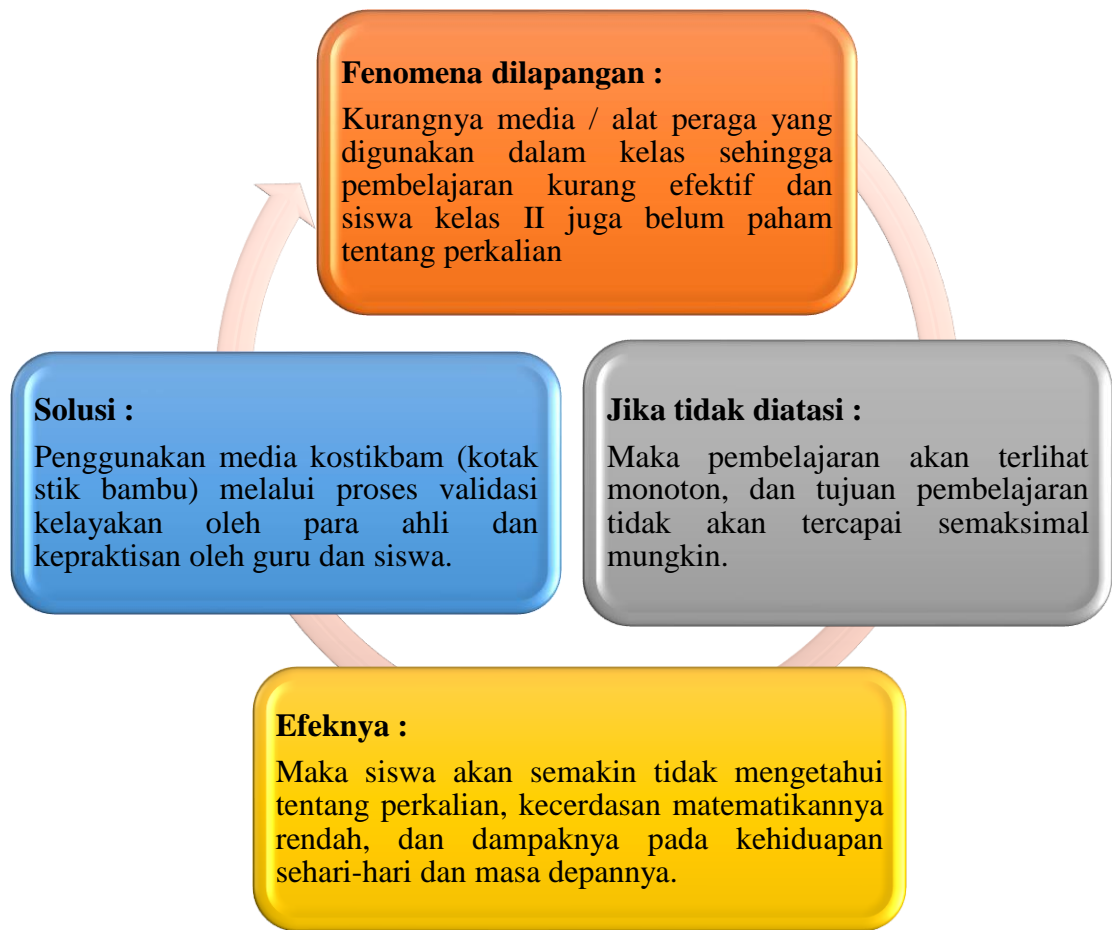 Fenomena dilapangan :
Kurangnya media / alat peraga yang
digunakan dalam kelas sehingga
pembelajaran kurang efektif dan
siswa kelas II juga belum paham
tentang perkalian
Jika tidak diatasi :
Maka pembelajaran akan terlihat
monoton, dan tujuan pembelajaran
tidak akan tercapai semaksimal
mungkin.
Efeknya :
Maka siswa akan semakin tidak mengetahui
tentang perkalian, kecerdasan matematikannya
rendah, dan dampaknya pada kehiduapan
sehari-hari dan masa depannya.
Solusi :
Penggunakan media kostikbam (kotak
stik bambu) melalui proses validasi
kelayakan oleh para ahli dan
kepraktisan oleh guru dan siswa.